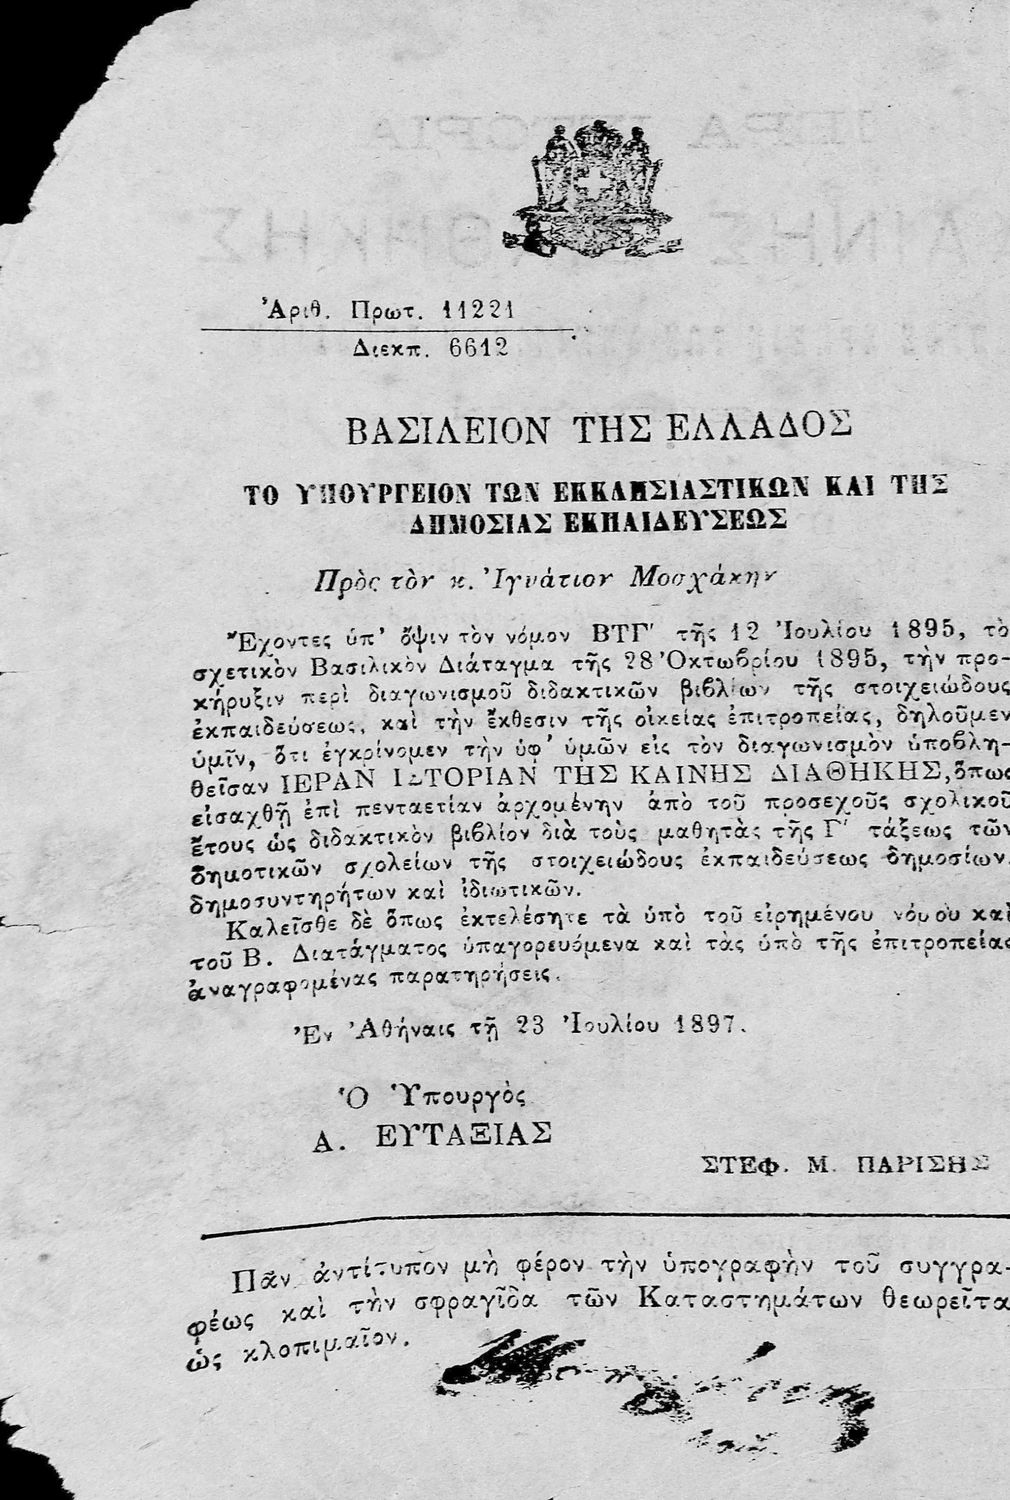 Ἀριθ. Πρωτ. 11221
Διεκπ. 6612
ΒΑΣΙΛΕΙΟΝ ΤΗΣ ΕΛΛΑΔΟΣ
ΤΟ ΥΠΟΥΡΓΕΙΟΝ ΤΩΝ ΕΚΚΛΗΣΙΑΣΤΙΚΩΝ ΚΑΙ ΤΗΣ
ΔΗΜΟΣΙΑΣ ΕΚΠΑΙΔΕΥΣΕΩΣ
Πρὸς τὸν κ. Ἰγνάτιον Μοσχάκην
Ἔχοντες ὑπ' ὄψιν τὸν νόμον ΒΤΓ' τῆς 12 Ἰουλίου 1895, τὸ
σχετικὸν Βασιλικὸν Διάταγμα τῆς 28 Ὀκτωβρίου 1895, τὴν προ-
κήρυξιν περὶ διαγωνισμοῦ διδακτικῶν βιβλίων τῆς στοιχειώδους
ἐκπαιδεύσεως, καὶ τὴν ἔκθεσιν τῆς οἰκείας ἐπιτροπείας, δηλοῦμεν
ὑμῖν, ὅτι ἐγκρίνομεν τὴν ὑφ' ὑμῶν εἰς τὸν διαγωνισμὸν ὑποβλη-
θεῖσαν ΙΕΡΑΝ ΙΣΤΟΡΙΑΝ ΤΗΣ ΚΑΙΝΗΣ ΔΙΑΘΗΚΗΣ, ὅπως
εἰσαχθῇ ἐπὶ πενταετίαν ἀρχομένην ἀπὸ τοῦ προσεχοῦς σχολικοῦ
ἔτους ὡς διδακτικὸν βιβλίον διὰ τοὺς μαθητὰς τῆς Γ' τάξεως τῶν
δημοτικῶν σχολείων τῆς στοιχειώδους ἐκπαιδεύσεως δημοσίων,
δημοσυντηρήτων καὶ ἰδιωτικῶν.
Καλεῖσθε δὲ ὅπως ἐκτελέσητε τὰ ὑπὸ τοῦ εἰρημένου νόμου καὶ
τοῦ Β. Διατάγματος ὑπαγορευόμενα καὶ τὰς ὑπὸ τῆς ἐπιτροπείας
ἀναγραφομένας παρατηρήσεις.
Ἐν Ἀθήναις τῇ 23 Ἰουλίου 1897.
Ὁ Ὑπουργὸς
Α. ΕΥΤΑΞΙΑΣ
ΣΤΕΦ. Μ. ΠΑΡΙΣΗΣ
Πᾶν ἀντίτυπον μὴ φέρον τὴν ὑπογραφὴν τοῦ συγγρα-
φέως καὶ τὴν σφραγῖδα τῶν Καταστημάτων θεωρεῖτα
ὡς κλοπιμαῖον.